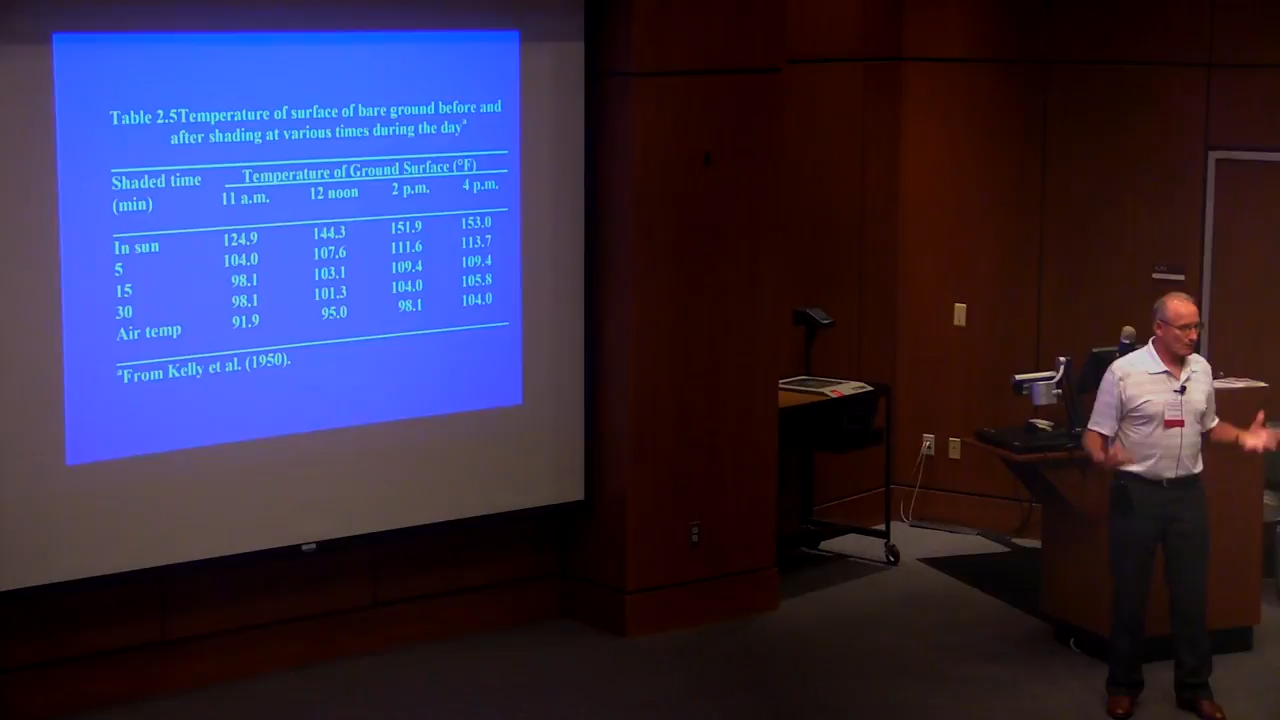 Table 2.5Temperature of surface of bare ground before and
after shading at various times during the dayᵃ
Shaded time
(min)
Temperature of Ground Surface (°F)
11 a.m. 12 noon 2 p.m. 4 p.m.
In sun 124.9 144.3 151.9 153.0
5 104.0 107.6 111.6 113.7
15 98.1 103.1 109.4 109.4
30 98.1 101.3 104.0 105.8
Air temp 91.9 95.0 98.1 104.0
ᵃFrom Kelly et al. (1950).